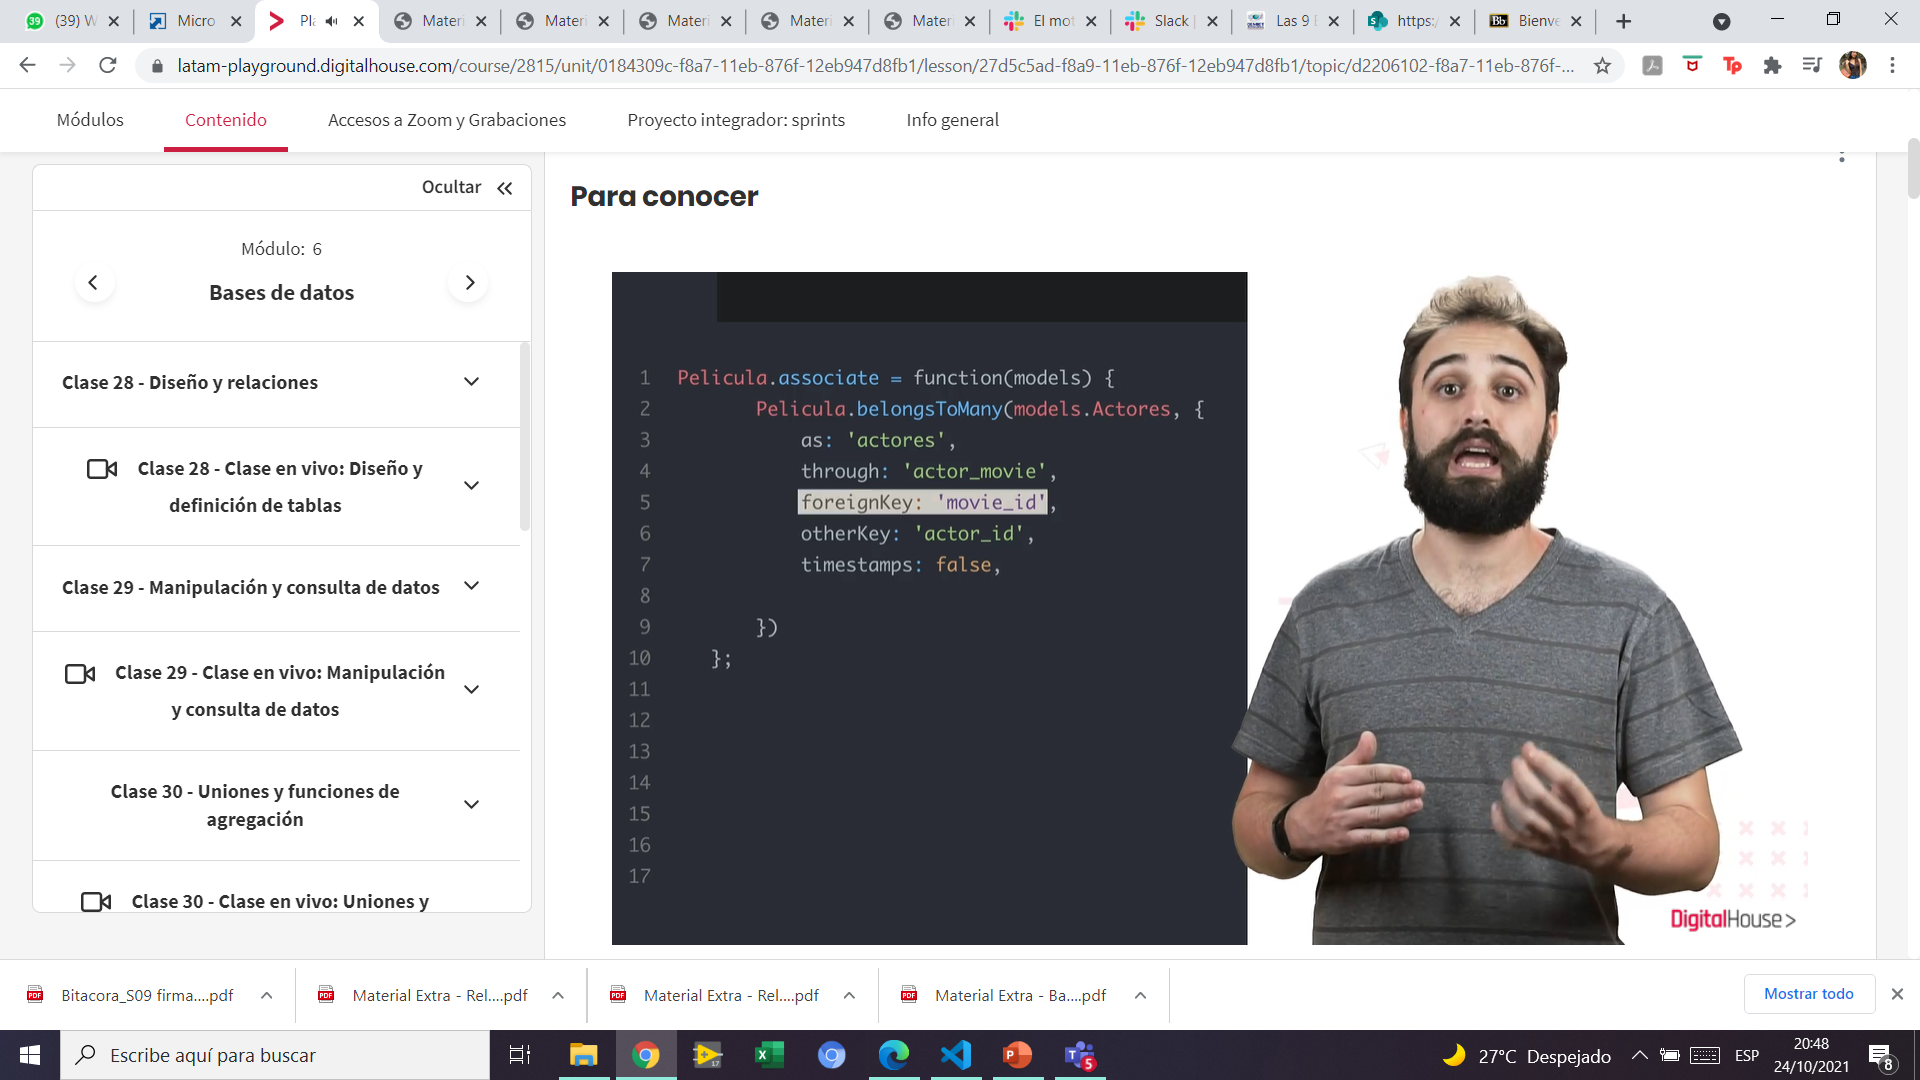 (39) W
Micro
Pla
Materi
Materi
Materi
Materi
Materi
El mot
Slack |
Las 9 E
https:/
Bienve
latam-playground.digitalhouse.com/course/2815/unit/0184309c-f8a7-11eb-876f-12eb947d8fb1/lesson/27d5c5ad-f8a9-11eb-876f-12eb947d8fb1/topic/d2206102-f8a7-11eb-876f-...
Módulos
Contenido
Accesos a Zoom y Grabaciones
Proyecto integrador: sprints
Info general
Ocultar
Módulo: 6
Bases de datos
Clase 28 - Diseño y relaciones
Clase 28 - Clase en vivo: Diseño y
definición de tablas
Clase 29 - Manipulación y consulta de datos
Clase 29 - Clase en vivo: Manipulación
y consulta de datos
Clase 30 - Uniones y funciones de
agregación
Clase 30 - Clase en vivo: Uniones y
Para conocer
1 Pelicula.associate = function(models) {
2 Pelicula.belongsToMany(models.Actores, {
3 as: 'actores',
4 through: 'actor_movie',
5 foreignKey: 'movie_id',
6 otherKey: 'actor_id',
7 timestamps: false,
8
9 })
10 };
11
12
13
14
15
16
17
DigitalHouse>
Bitacora_S09 firma....pdf
Material Extra - Rel....pdf
Material Extra - Rel....pdf
Material Extra - Ba....pdf
Mostrar todo
Escribe aquí para buscar
27°C Despejado
ESP
20:48
24/10/2021
8